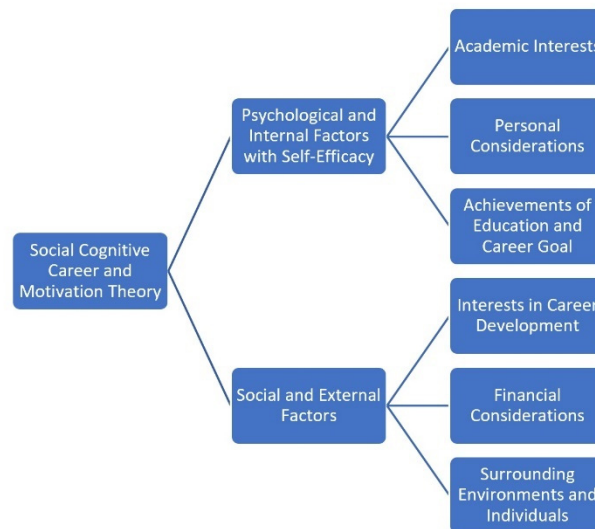 Academic Interests
Psychological and
Internal Factors
with Self-Efficacy
Personal
Considerations
Achievements of
Education and
Career Goal
Social Cognitive
Career and
Motivation Theory
Interests in Career
Development
Social and External
Factors
Financial
Considerations
Surrounding
Environments and
Individuals